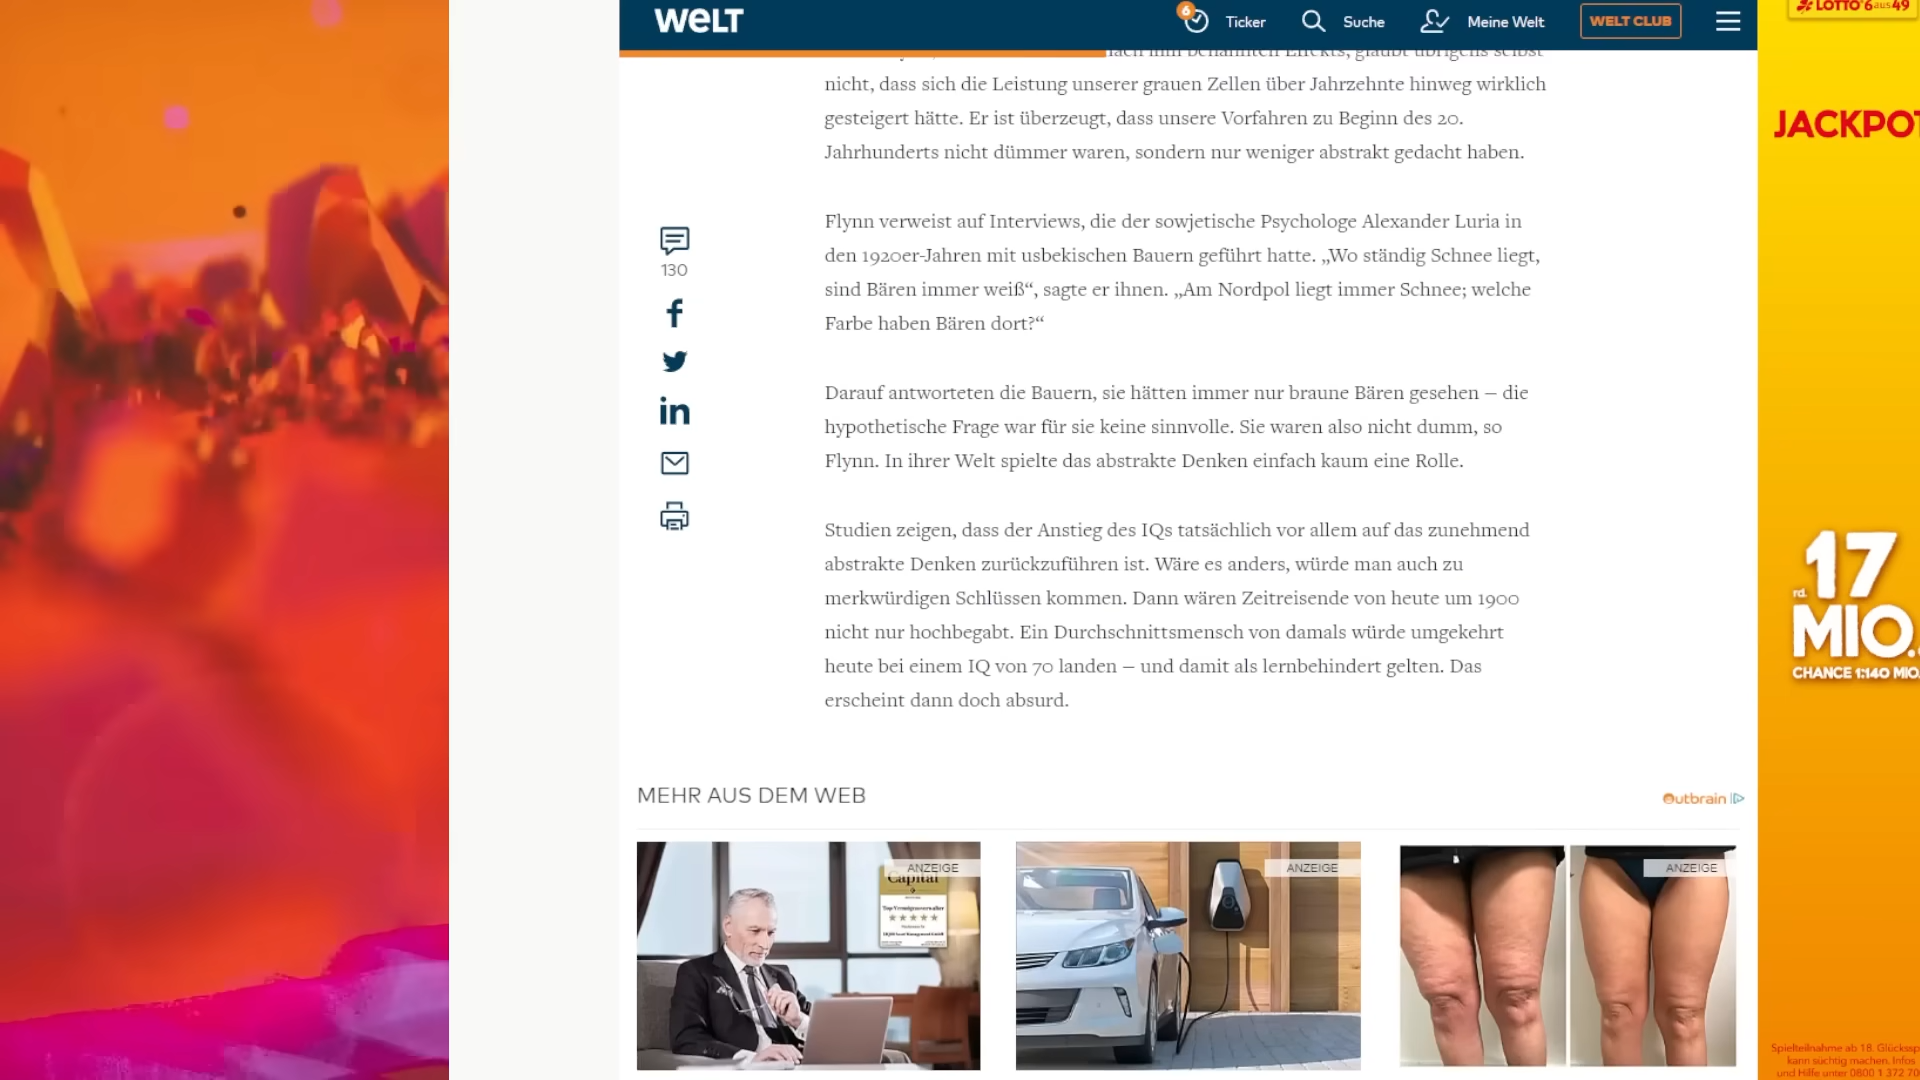 WELT
6
Ticker
Suche
Meine Welt
WELT CLUB
nach ihm benannten Effekts, glaubt übrigens selbst
nicht, dass sich die Leistung unserer grauen Zellen über Jahrzehnte hinweg wirklich
gesteigert hätte. Er ist überzeugt, dass unsere Vorfahren zu Beginn des 20.
Jahrhunderts nicht dümmer waren, sondern nur weniger abstrakt gedacht haben.
Flynn verweist auf Interviews, die der sowjetische Psychologe Alexander Luria in
den 1920er-Jahren mit usbekischen Bauern geführt hatte. „Wo ständig Schnee liegt,
sind Bären immer weiß“, sagte er ihnen. „Am Nordpol liegt immer Schnee; welche
Farbe haben Bären dort?“
130
Darauf antworteten die Bauern, sie hätten immer nur braune Bären gesehen – die
hypothetische Frage war für sie keine sinnvolle. Sie waren also nicht dumm, so
Flynn. In ihrer Welt spielte das abstrakte Denken einfach kaum eine Rolle.
Studien zeigen, dass der Anstieg des IQs tatsächlich vor allem auf das zunehmend
abstrakte Denken zurückzuführen ist. Wäre es anders, würde man auch zu
merkwürdigen Schlüssen kommen. Dann wären Zeitreisende von heute um 1900
nicht nur hochbegabt. Ein Durchschnittsmensch von damals würde umgekehrt
heute bei einem IQ von 70 landen – und damit als lernbehindert gelten. Das
erscheint dann doch absurd.
MEHR AUS DEM WEB
Outbrain
ANZEIGE
Capital
ANZEIGE
ANZEIGE
LOTTO 6aus49
JACKPOT
rd. 17
MIO.
CHANCE 1:140 MIO.
Spielteilnahme ab 18. Glückssp
kann süchtig machen. Infos
und Hilfe unter 0800 1 372 70